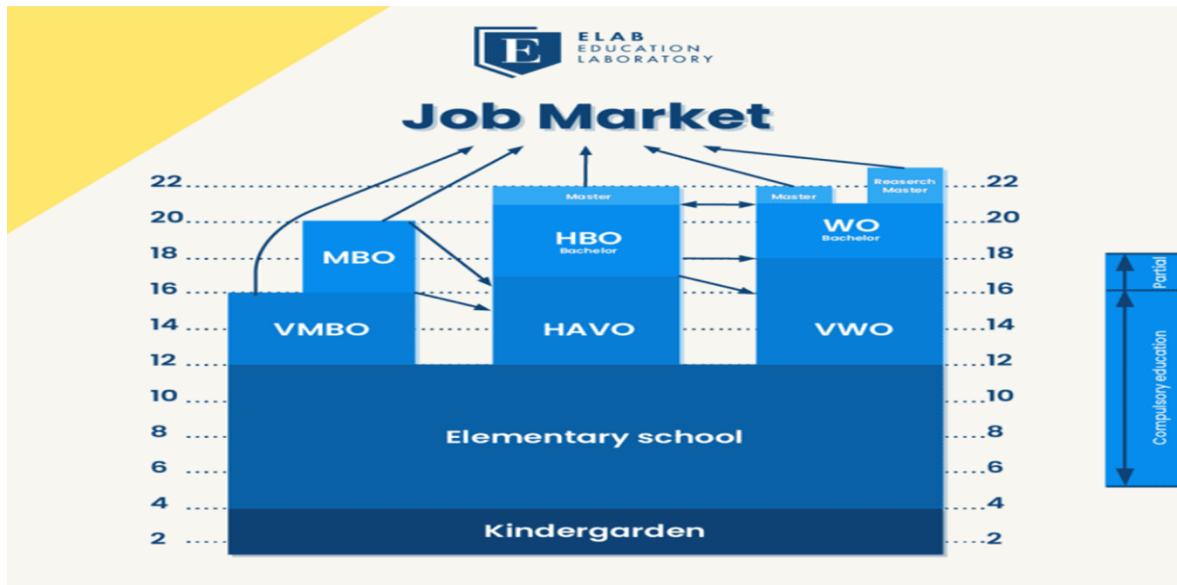 ELAB
EDUCATION
LABORATORY
E
Job Market
22 22
Reaserch
Master
Master
Master
20 20
WO
Bachelor
HBO
Bachelor
MBO
18 18
Partial
16 16
VMBO
HAVO
VWO
14 14
12 12
Compulsory education
10 10
Elementary school
8 8
6 6
4 4
Kindergarden
2 2